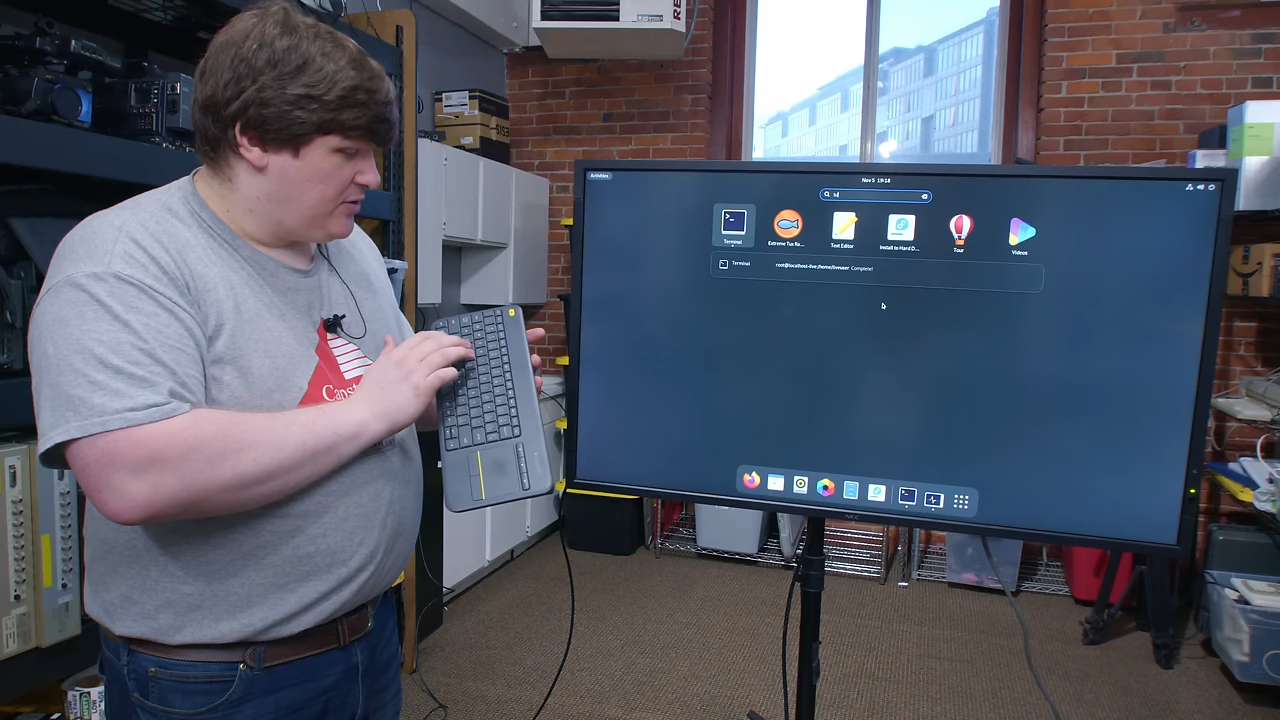 Activities
Nov 5 19:18
Terminal
Extreme Tux Ra...
Text Editor
Install to Hard D...
Tour
Videos
Terminal
root@localhost-live:/home/liveuser Complete!
NEC